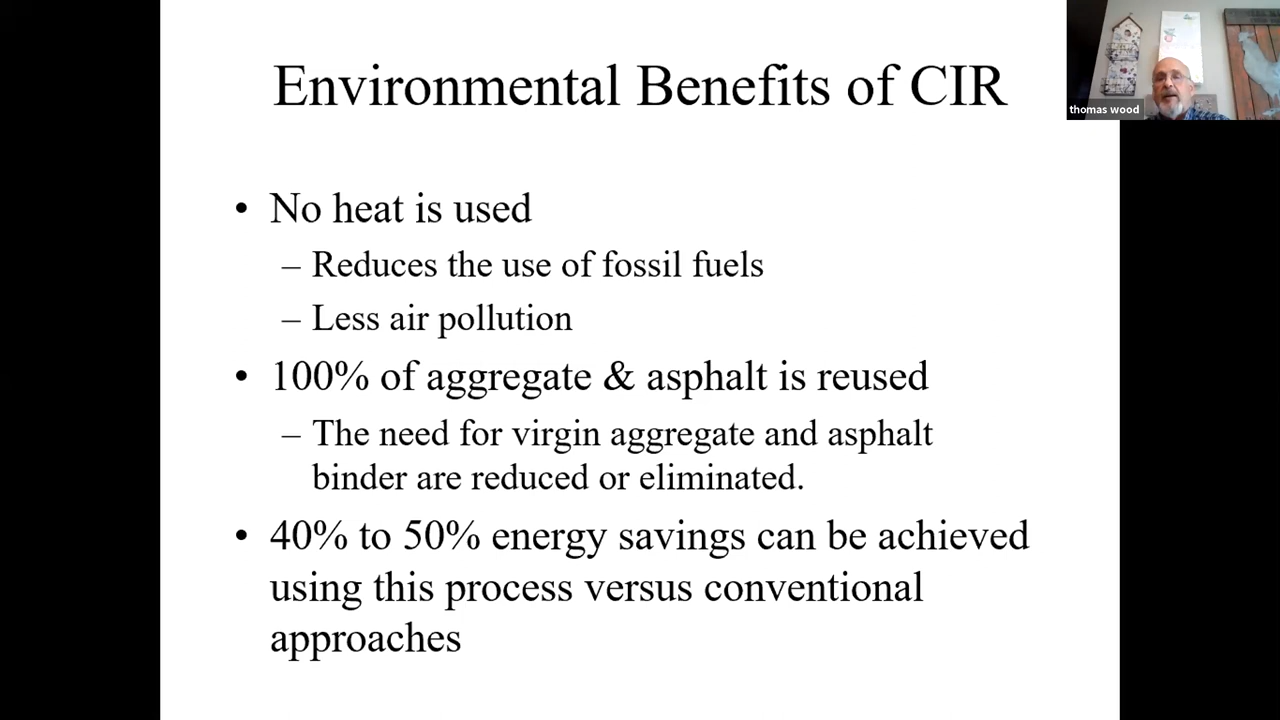 Environmental Benefits of CIR
thomas wood
• No heat is used
– Reduces the use of fossil fuels
– Less air pollution
• 100% of aggregate & asphalt is reused
– The need for virgin aggregate and asphalt
binder are reduced or eliminated.
• 40% to 50% energy savings can be achieved
using this process versus conventional
approaches